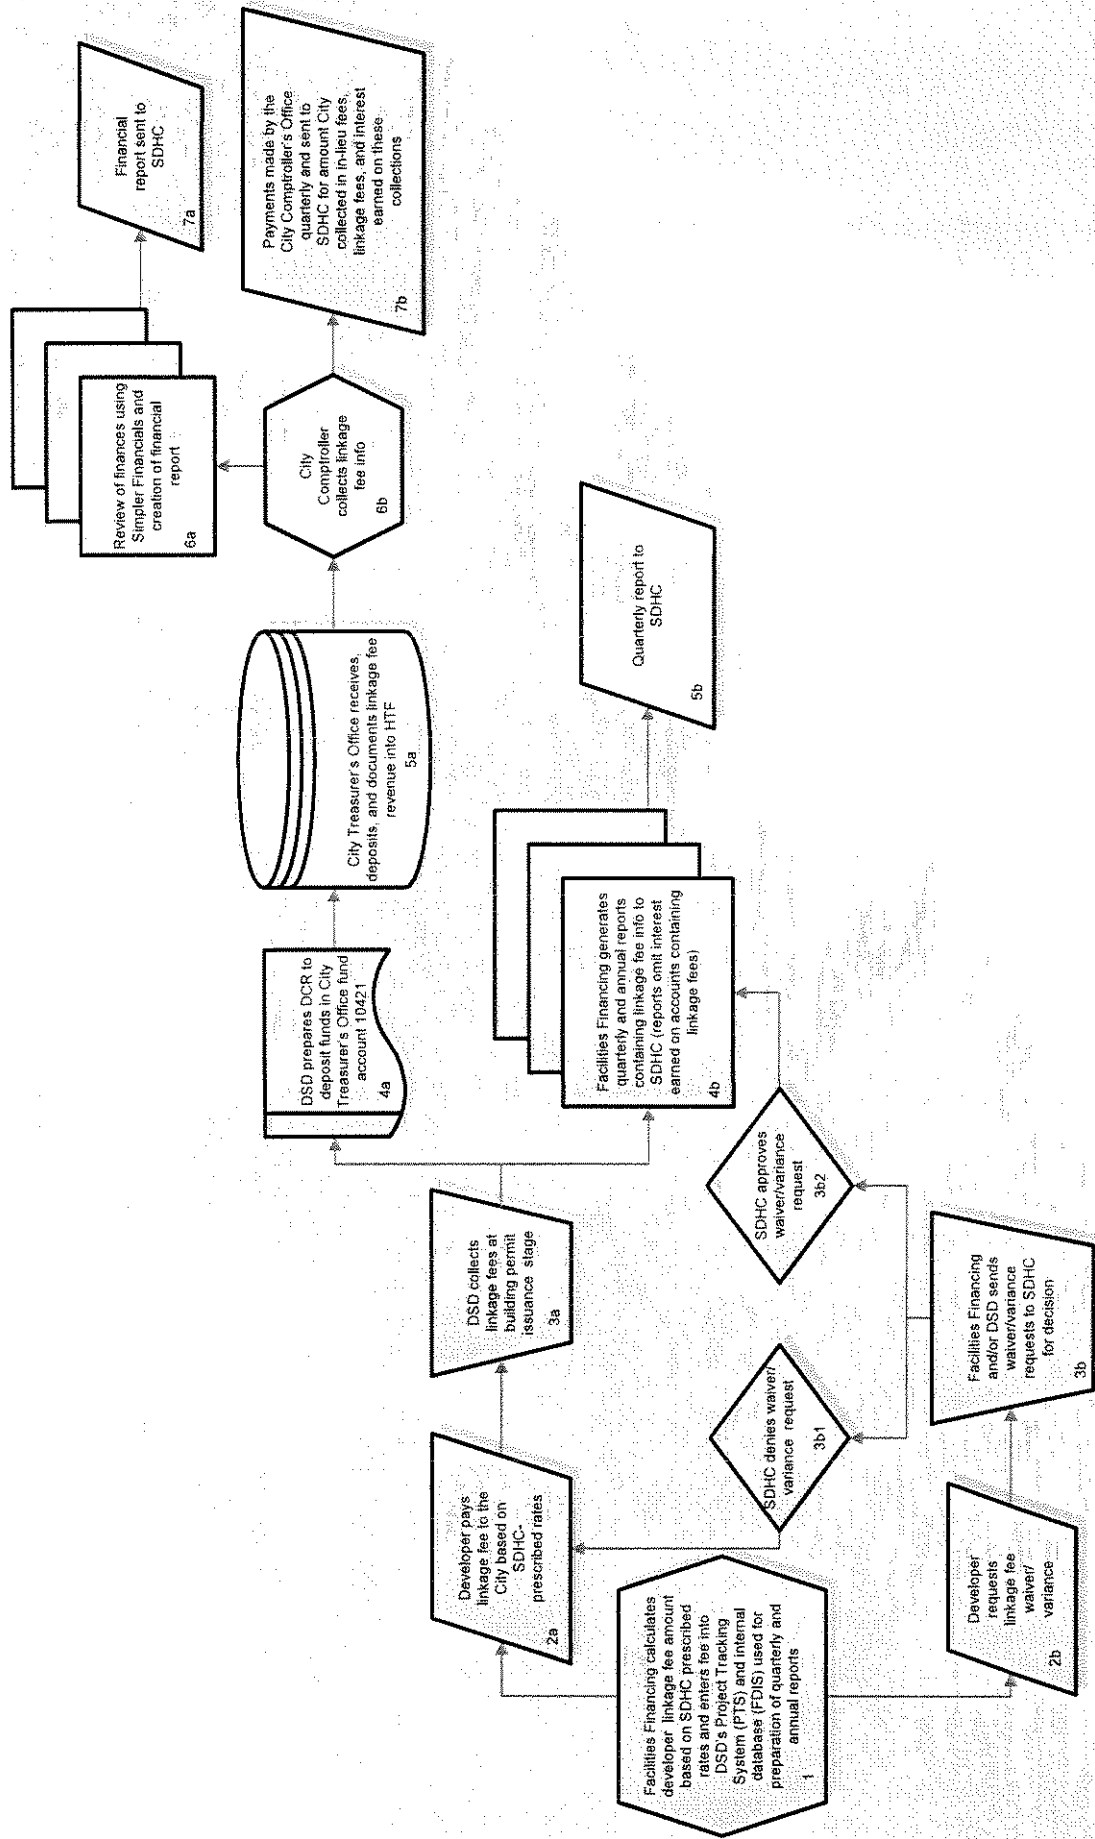 Facilities Financing calculates
developer linkage fee amount
based on SDHC prescribed
rates and enters fee into
DSD's Project Tracking
System (PTS) and internal
database (FDIS) used for
preparation of quarterly and
annual reports
1
Developer pays
linkage fee to the
City based on
SDHC-
prescribed rates
2a
Developer
requests
linkage fee
waiver/
variance
2b
DSD collects
linkage fees at
building permit
issuance stage
3a
Facilities Financing
and/or DSD sends
waiver/variance
requests to SDHC
for decision
3b
SDHC denies waiver/
variance request
3b1
SDHC approves
waiver/variance
request
3b2
DSD prepares DCR to
deposit funds in City
Treasurer's Office fund
account 10421
4a
Facilities Financing generates
quarterly and annual reports
containing linkage fee info to
SDHC (reports omit interest
earned on accounts containing
linkage fees)
4b
City Treasurer's Office receives,
deposits, and documents linkage fee
revenue into HTF
5a
Quarterly report to
SDHC
5b
Review of finances using
Simpler Financials and
creation of financial
report
6a
City
Comptroller
collects linkage
fee info
6b
Financial
report sent to
SDHC
7a
Payments made by the
City Comptroller's Office
quarterly and sent to
SDHC for amount City
collected in in-lieu fees,
linkage fees, and interest
earned on these
collections
7b